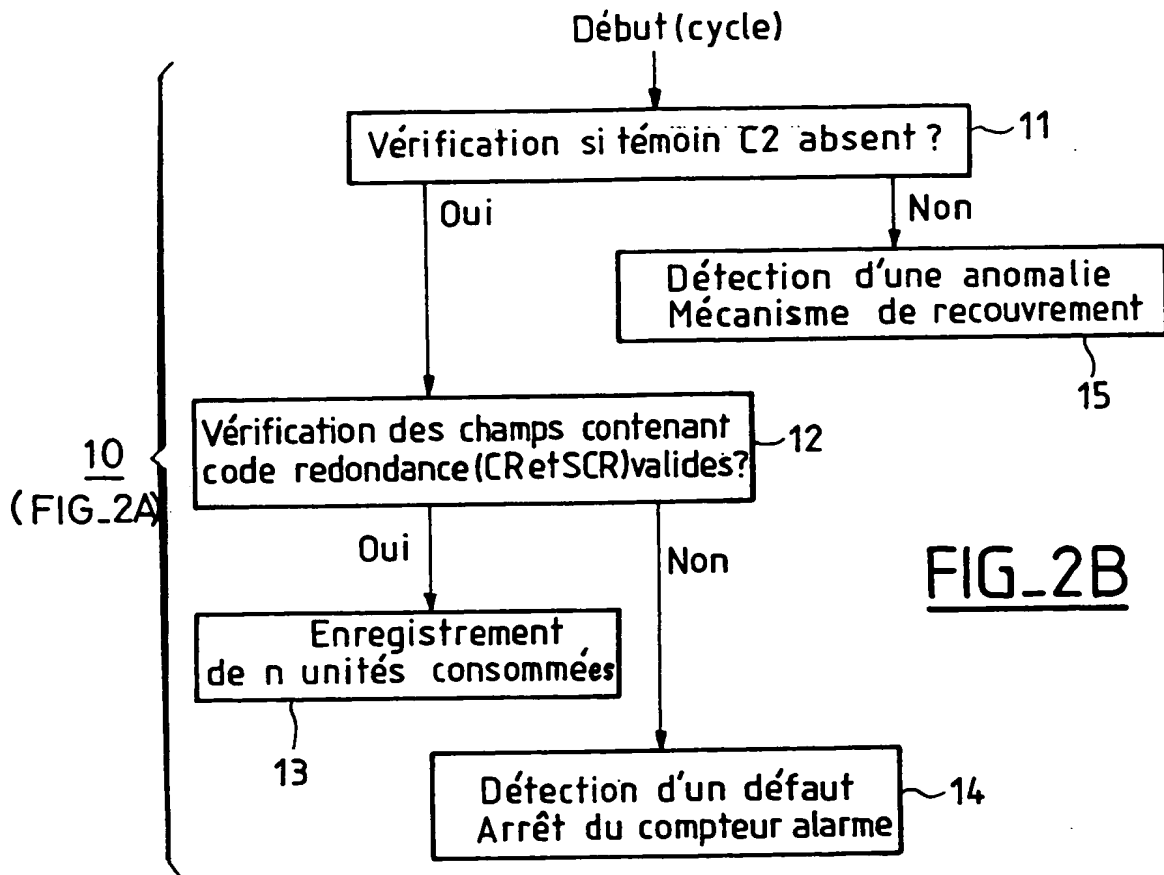 Début (cycle)
Vérification si témoin C2 absent ?
11
Oui
Non
Détection d'une anomalie
Mécanisme de recouvrement
15
Vérification des champs contenant
code redondance (CR et SCR) valides?
12
10
(FIG_2A)
Oui
Non
FIG_2B
Enregistrement
de n unités consommées
13
Détection d'un défaut
Arrêt du compteur alarme
14